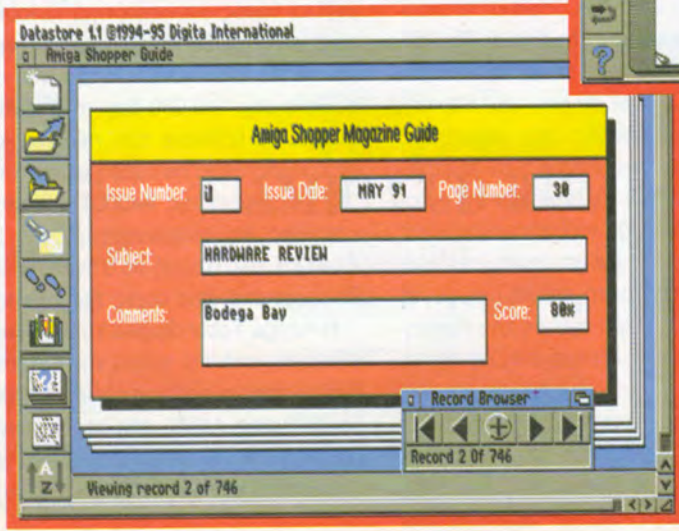 Datastore 1.1 ©1994-95 Digita International
Amiga Shopper Guide
Amiga Shopper Magazine Guide
Issue Number: Issue Date: MAY 91 Page Number: 30
Subject: HARDWARE REVIEW
Comments: Bodega Bay Score: 80%
Record Browser
Record 2 Of 746
A
Z
Viewing record 2 of 746